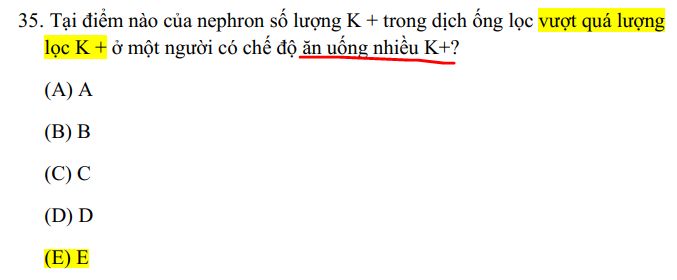 35. Tại điểm nào của nephron số lượng K + trong dịch ống lọc vượt quá lượng
lọc K + ở một người có chế độ ăn uống nhiều K+?
(A) A
(B) B
(C) C
(D) D
(E) E